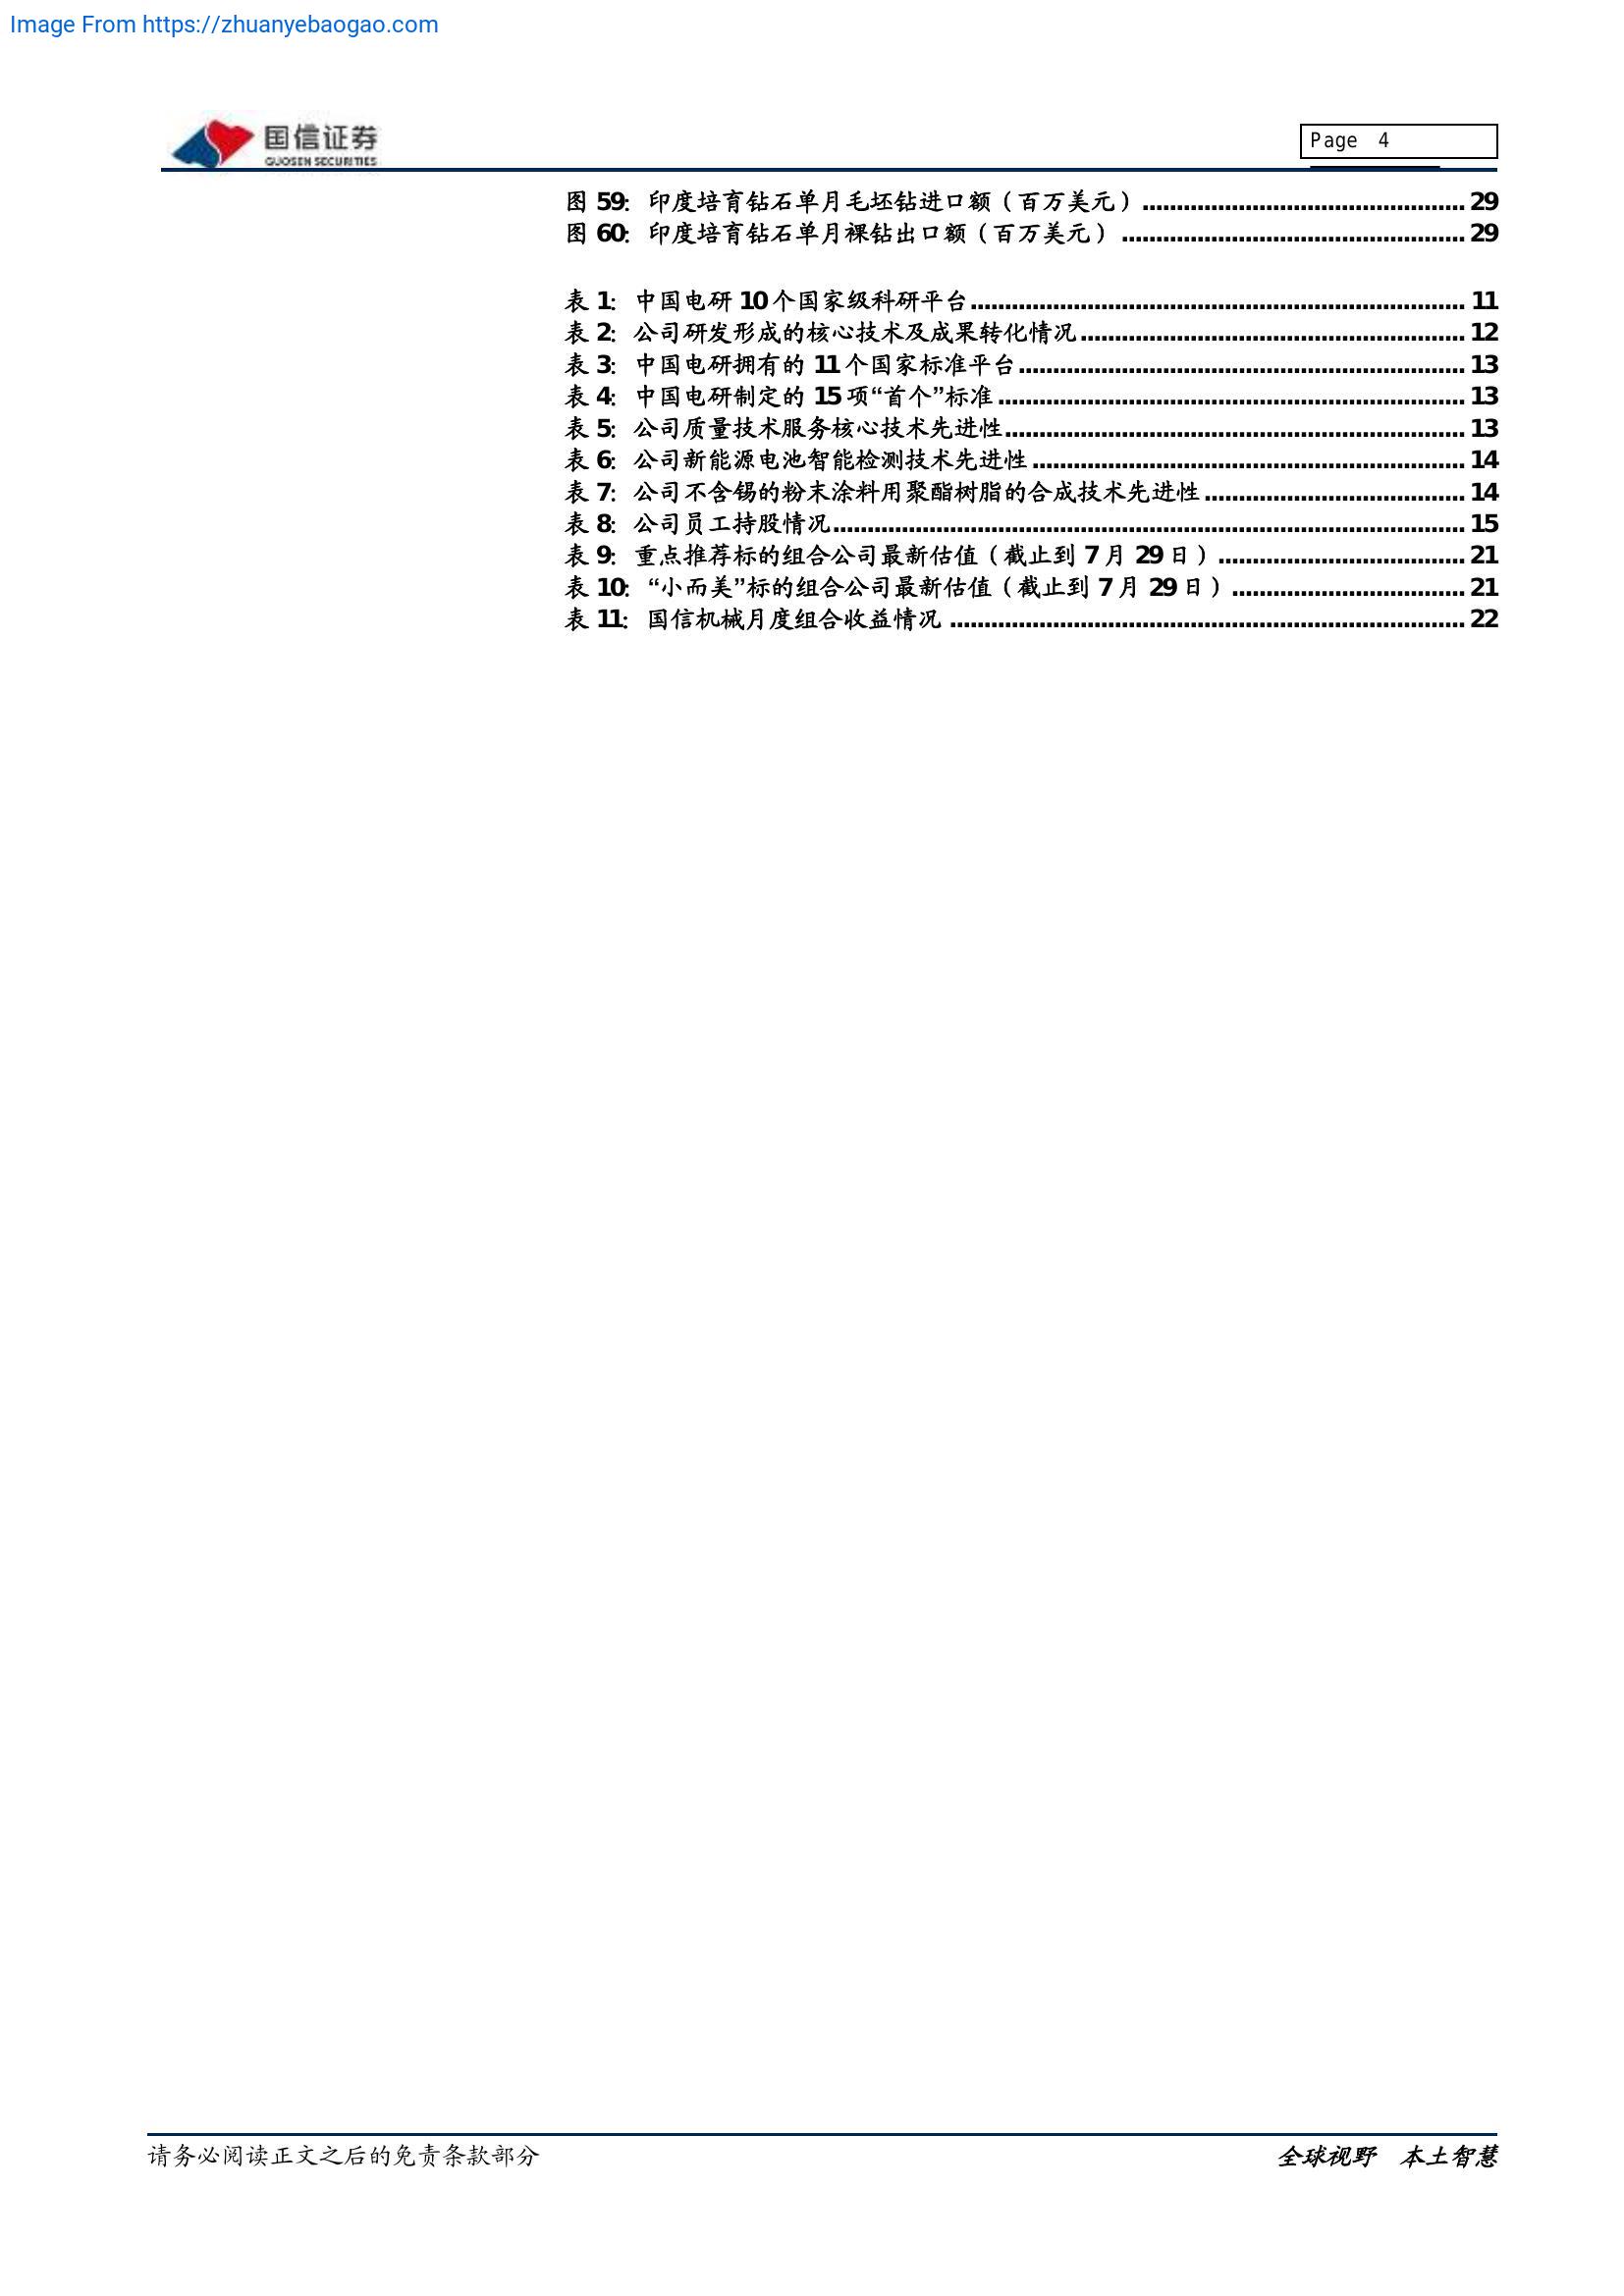 Image From https://zhuanyebaogao.com
国信证券
GUOSEN SECURITIES
Page 4
图 59: 印度培育钻石单月毛坯钻进口额（百万美元）............................................... 29
图 60: 印度培育钻石单月裸钻出口额（百万美元）.................................................. 29
表 1: 中国电研 10 个国家级科研平台........................................................................ 11
表 2: 公司研发形成的核心技术及成果转化情况........................................................ 12
表 3: 中国电研拥有的 11 个国家标准平台................................................................. 13
表 4: 中国电研制定的 15 项“首个”标准.................................................................... 13
表 5: 公司质量技术服务核心技术先进性................................................................... 13
表 6: 公司新能源电池智能检测技术先进性............................................................... 14
表 7: 公司不含锡的粉末涂料用聚酯树脂的合成技术先进性...................................... 14
表 8: 公司员工持股情况............................................................................................ 15
表 9: 重点推荐标的组合公司最新估值（截止到 7 月 29 日）.................................... 21
表 10: “小而美”标的组合公司最新估值（截止到 7 月 29 日）.................................. 21
表 11: 国信机械月度组合收益情况........................................................................... 22
请务必阅读正文之后的免责条款部分
全球视野 本土智慧